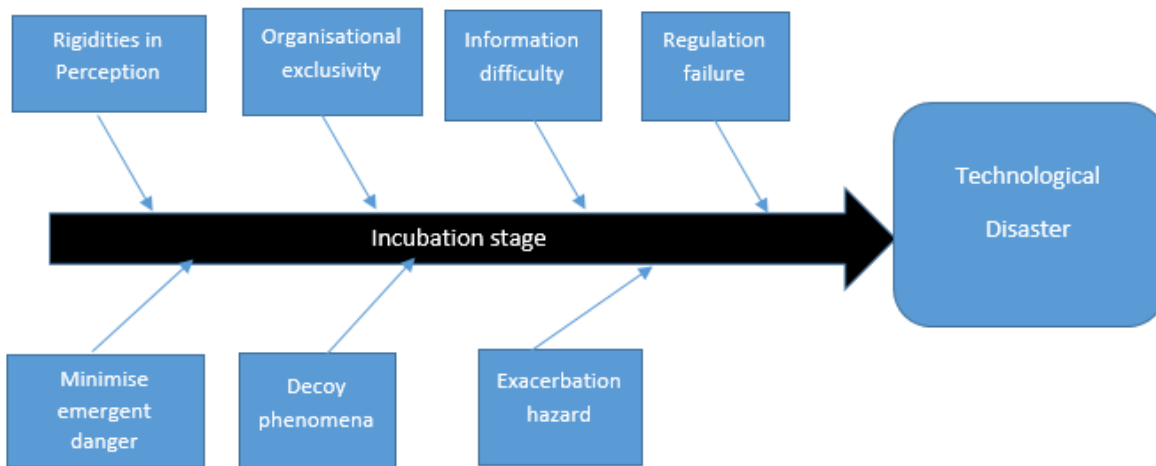 Rigidities in
Perception
Organisational
exclusivity
Information
difficulty
Regulation
failure
Technological
Disaster
Incubation stage
Minimise
emergent
danger
Decoy
phenomena
Exacerbation
hazard